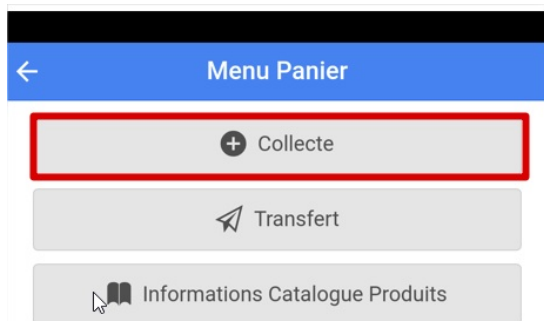 Menu Panier
Collecte
Transfert
Informations Catalogue Produits